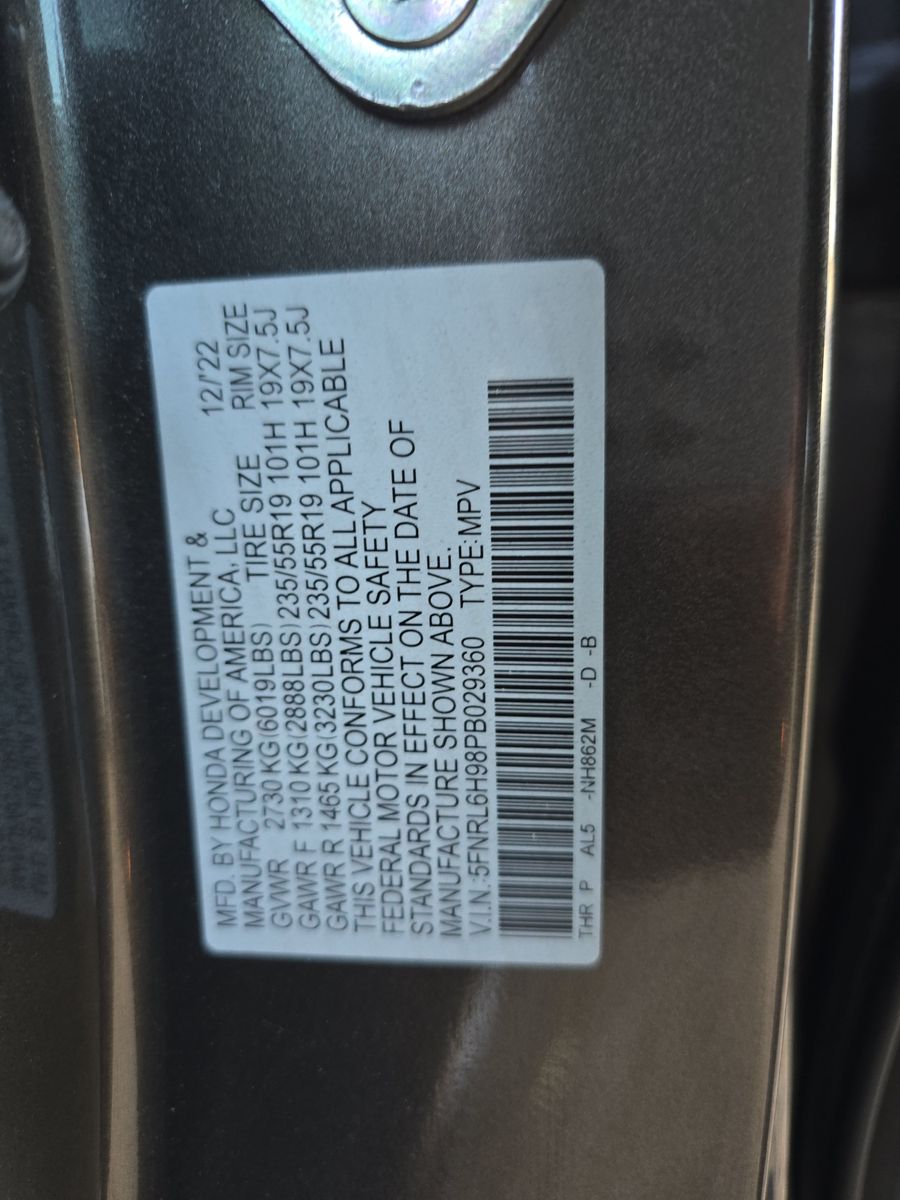 MFD. BY HONDA DEVELOPMENT &
MANUFACTURING OF AMERICA, LLC 12/'22
GVWR 2730 KG(6019LBS) TIRE SIZE RIM SIZE
GAWR F 1310 KG(2888LBS) 235/55R19 101H 19X7.5J
GAWR R 1465 KG(3230LBS) 235/55R19 101H 19X7.5J
THIS VEHICLE CONFORMS TO ALL APPLICABLE
FEDERAL MOTOR VEHICLE SAFETY
STANDARDS IN EFFECT ON THE DATE OF
MANUFACTURE SHOWN ABOVE.
V.I.N.:5FNRL6H98PB029360 TYPE:MPV
THR P AL5 -NH862M -D -B